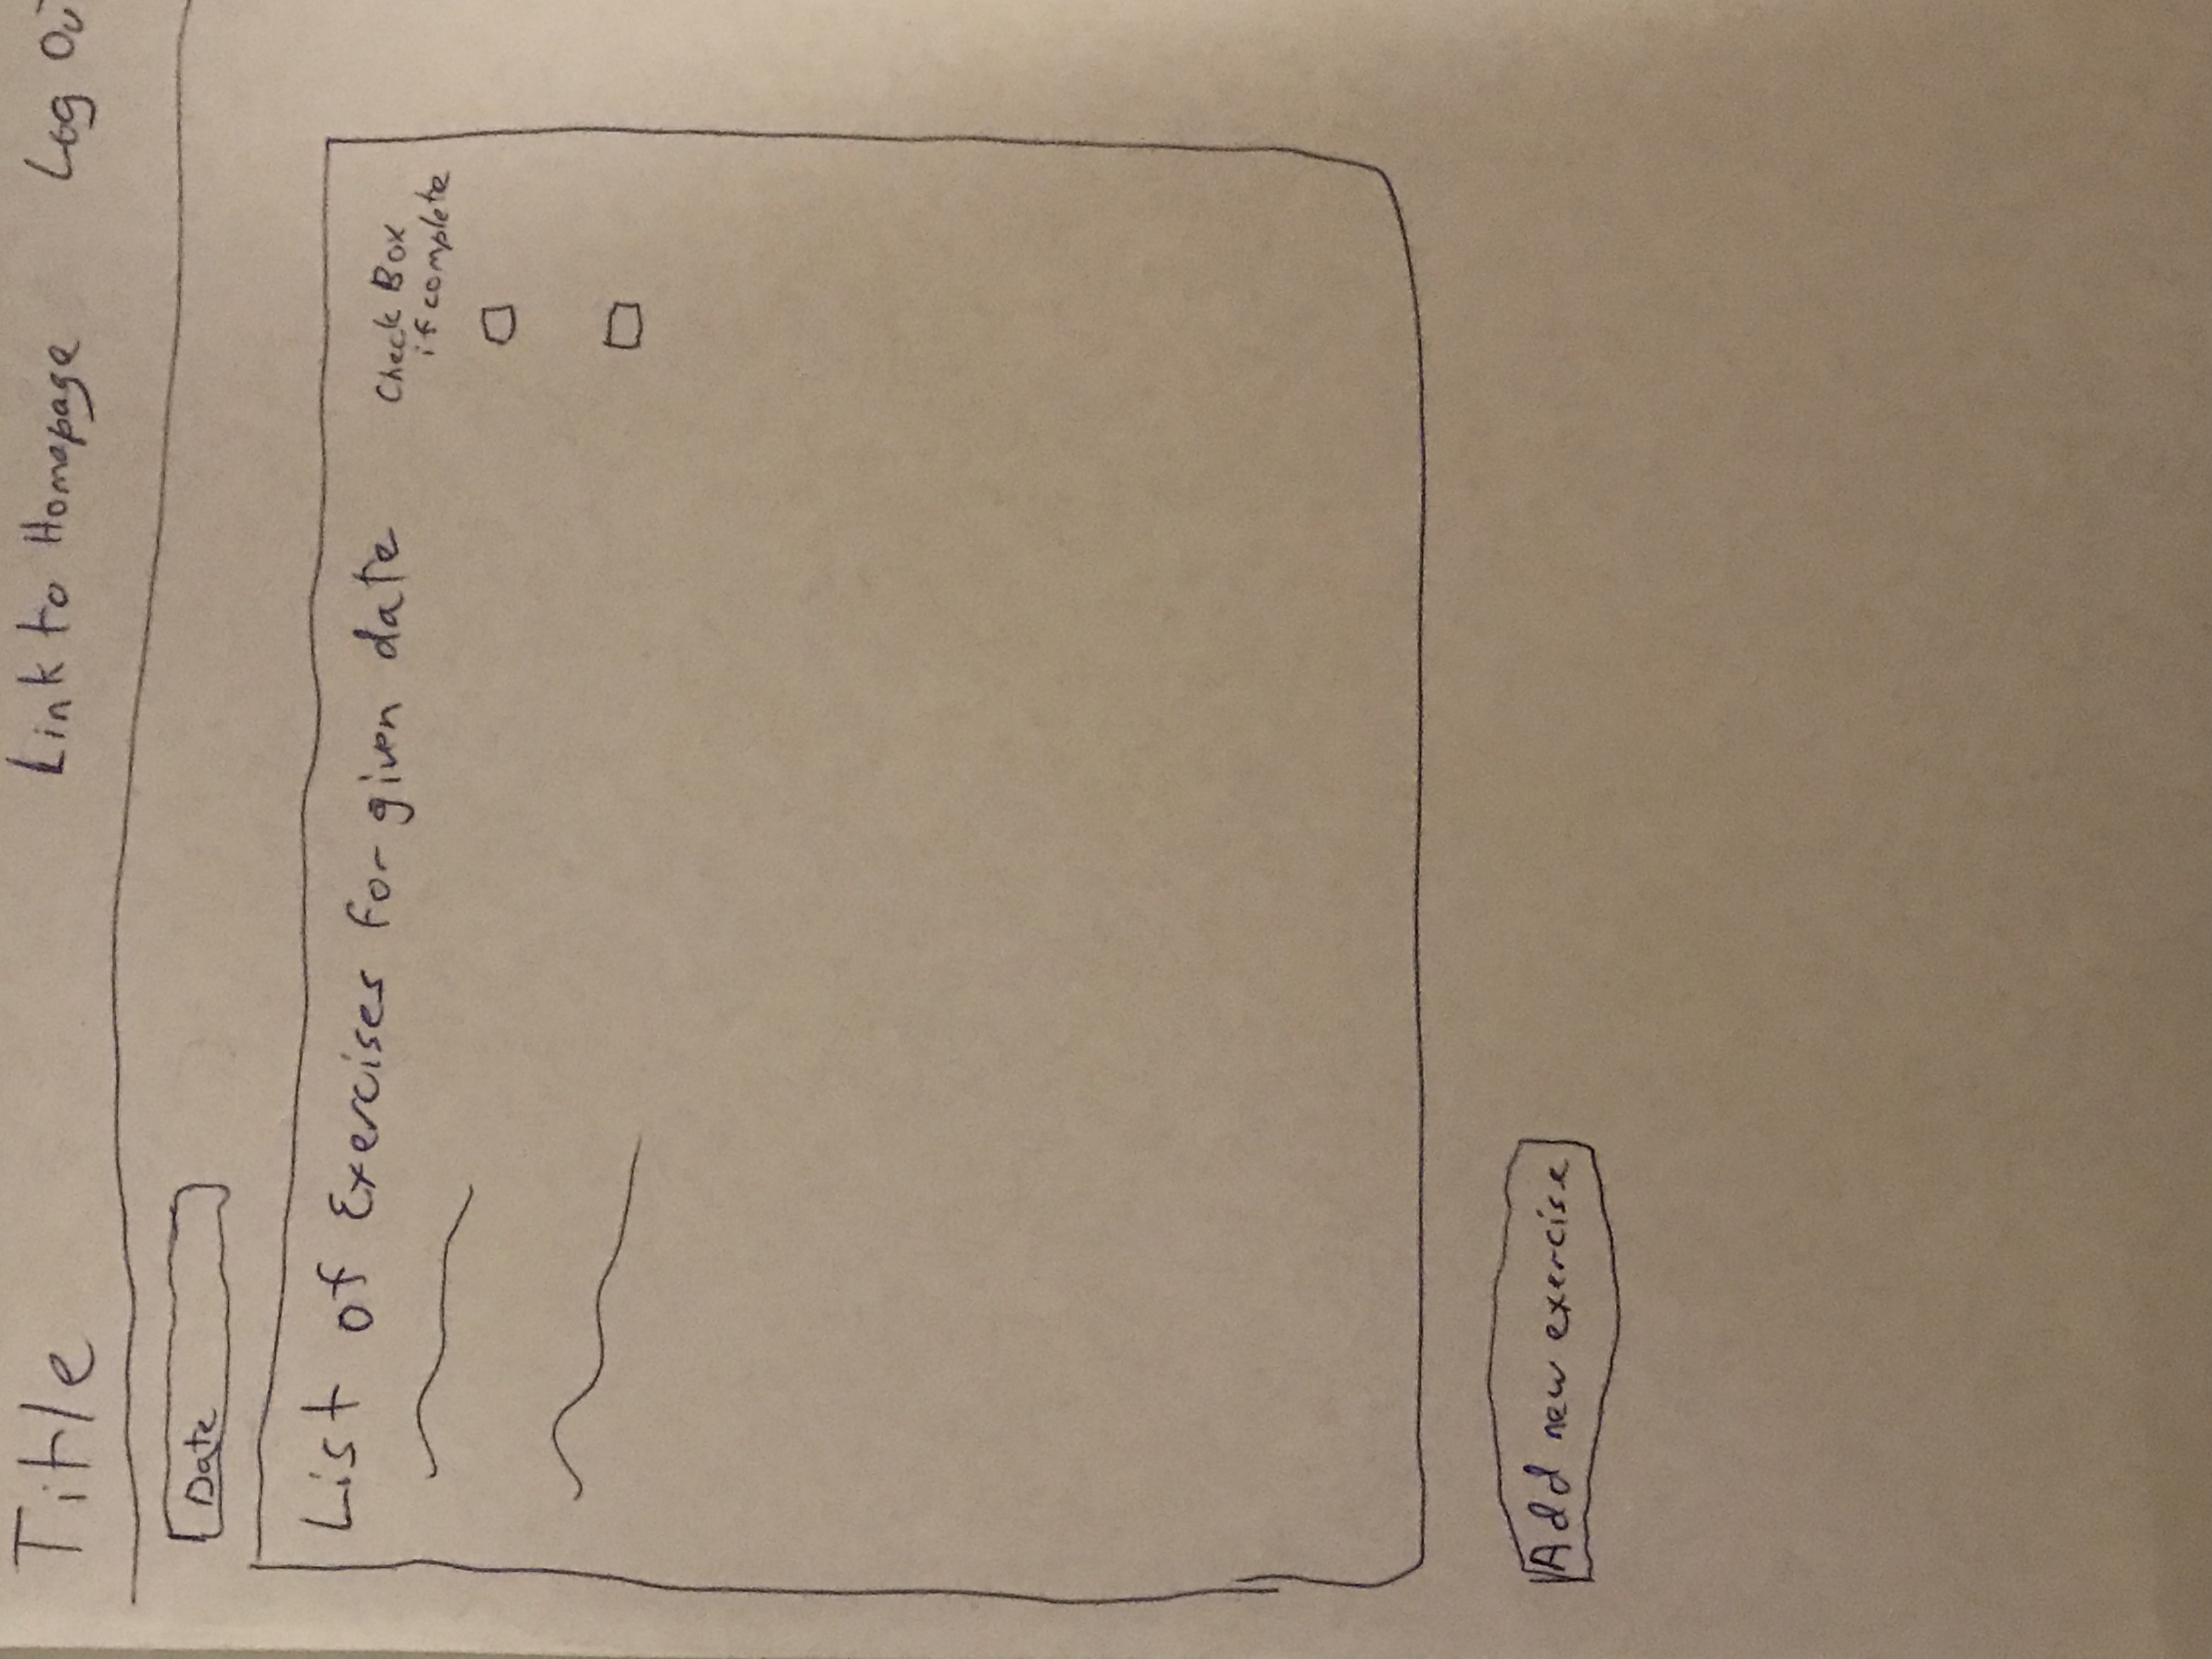 Title Link to Homepage Log Ou
Date
List of Exercises for given date
Check Box
if complete
Add new exercise